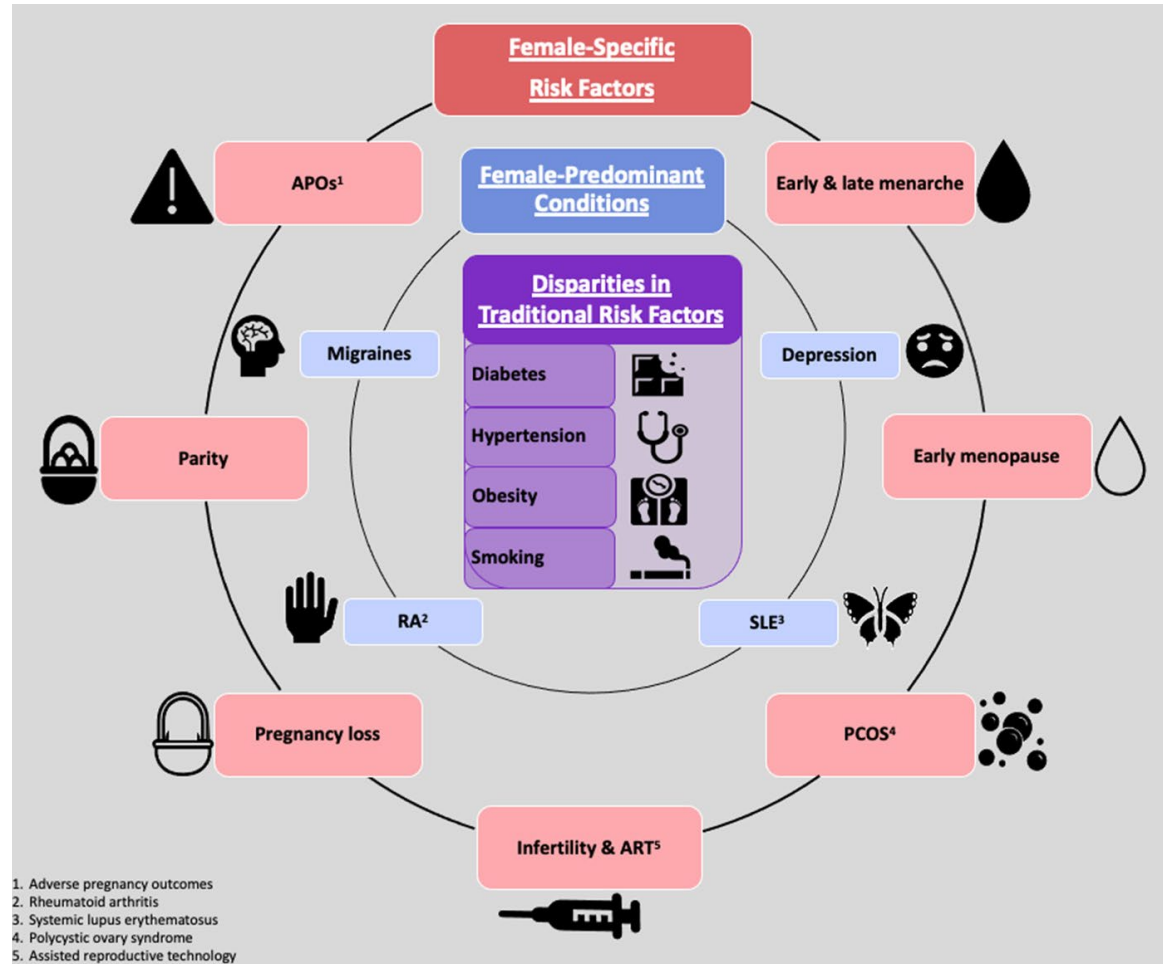 Female-Specific
Risk Factors
APOs¹
Early & late menarche
Female-Predominant
Conditions
Disparities in
Traditional Risk Factors
Migraines
Depression
Diabetes
Hypertension
Obesity
Smoking
Parity
Early menopause
RA²
SLE³
Pregnancy loss
PCOS⁴
Infertility & ART⁵
1. Adverse pregnancy outcomes
2. Rheumatoid arthritis
3. Systemic lupus erythematosus
4. Polycystic ovary syndrome
5. Assisted reproductive technology